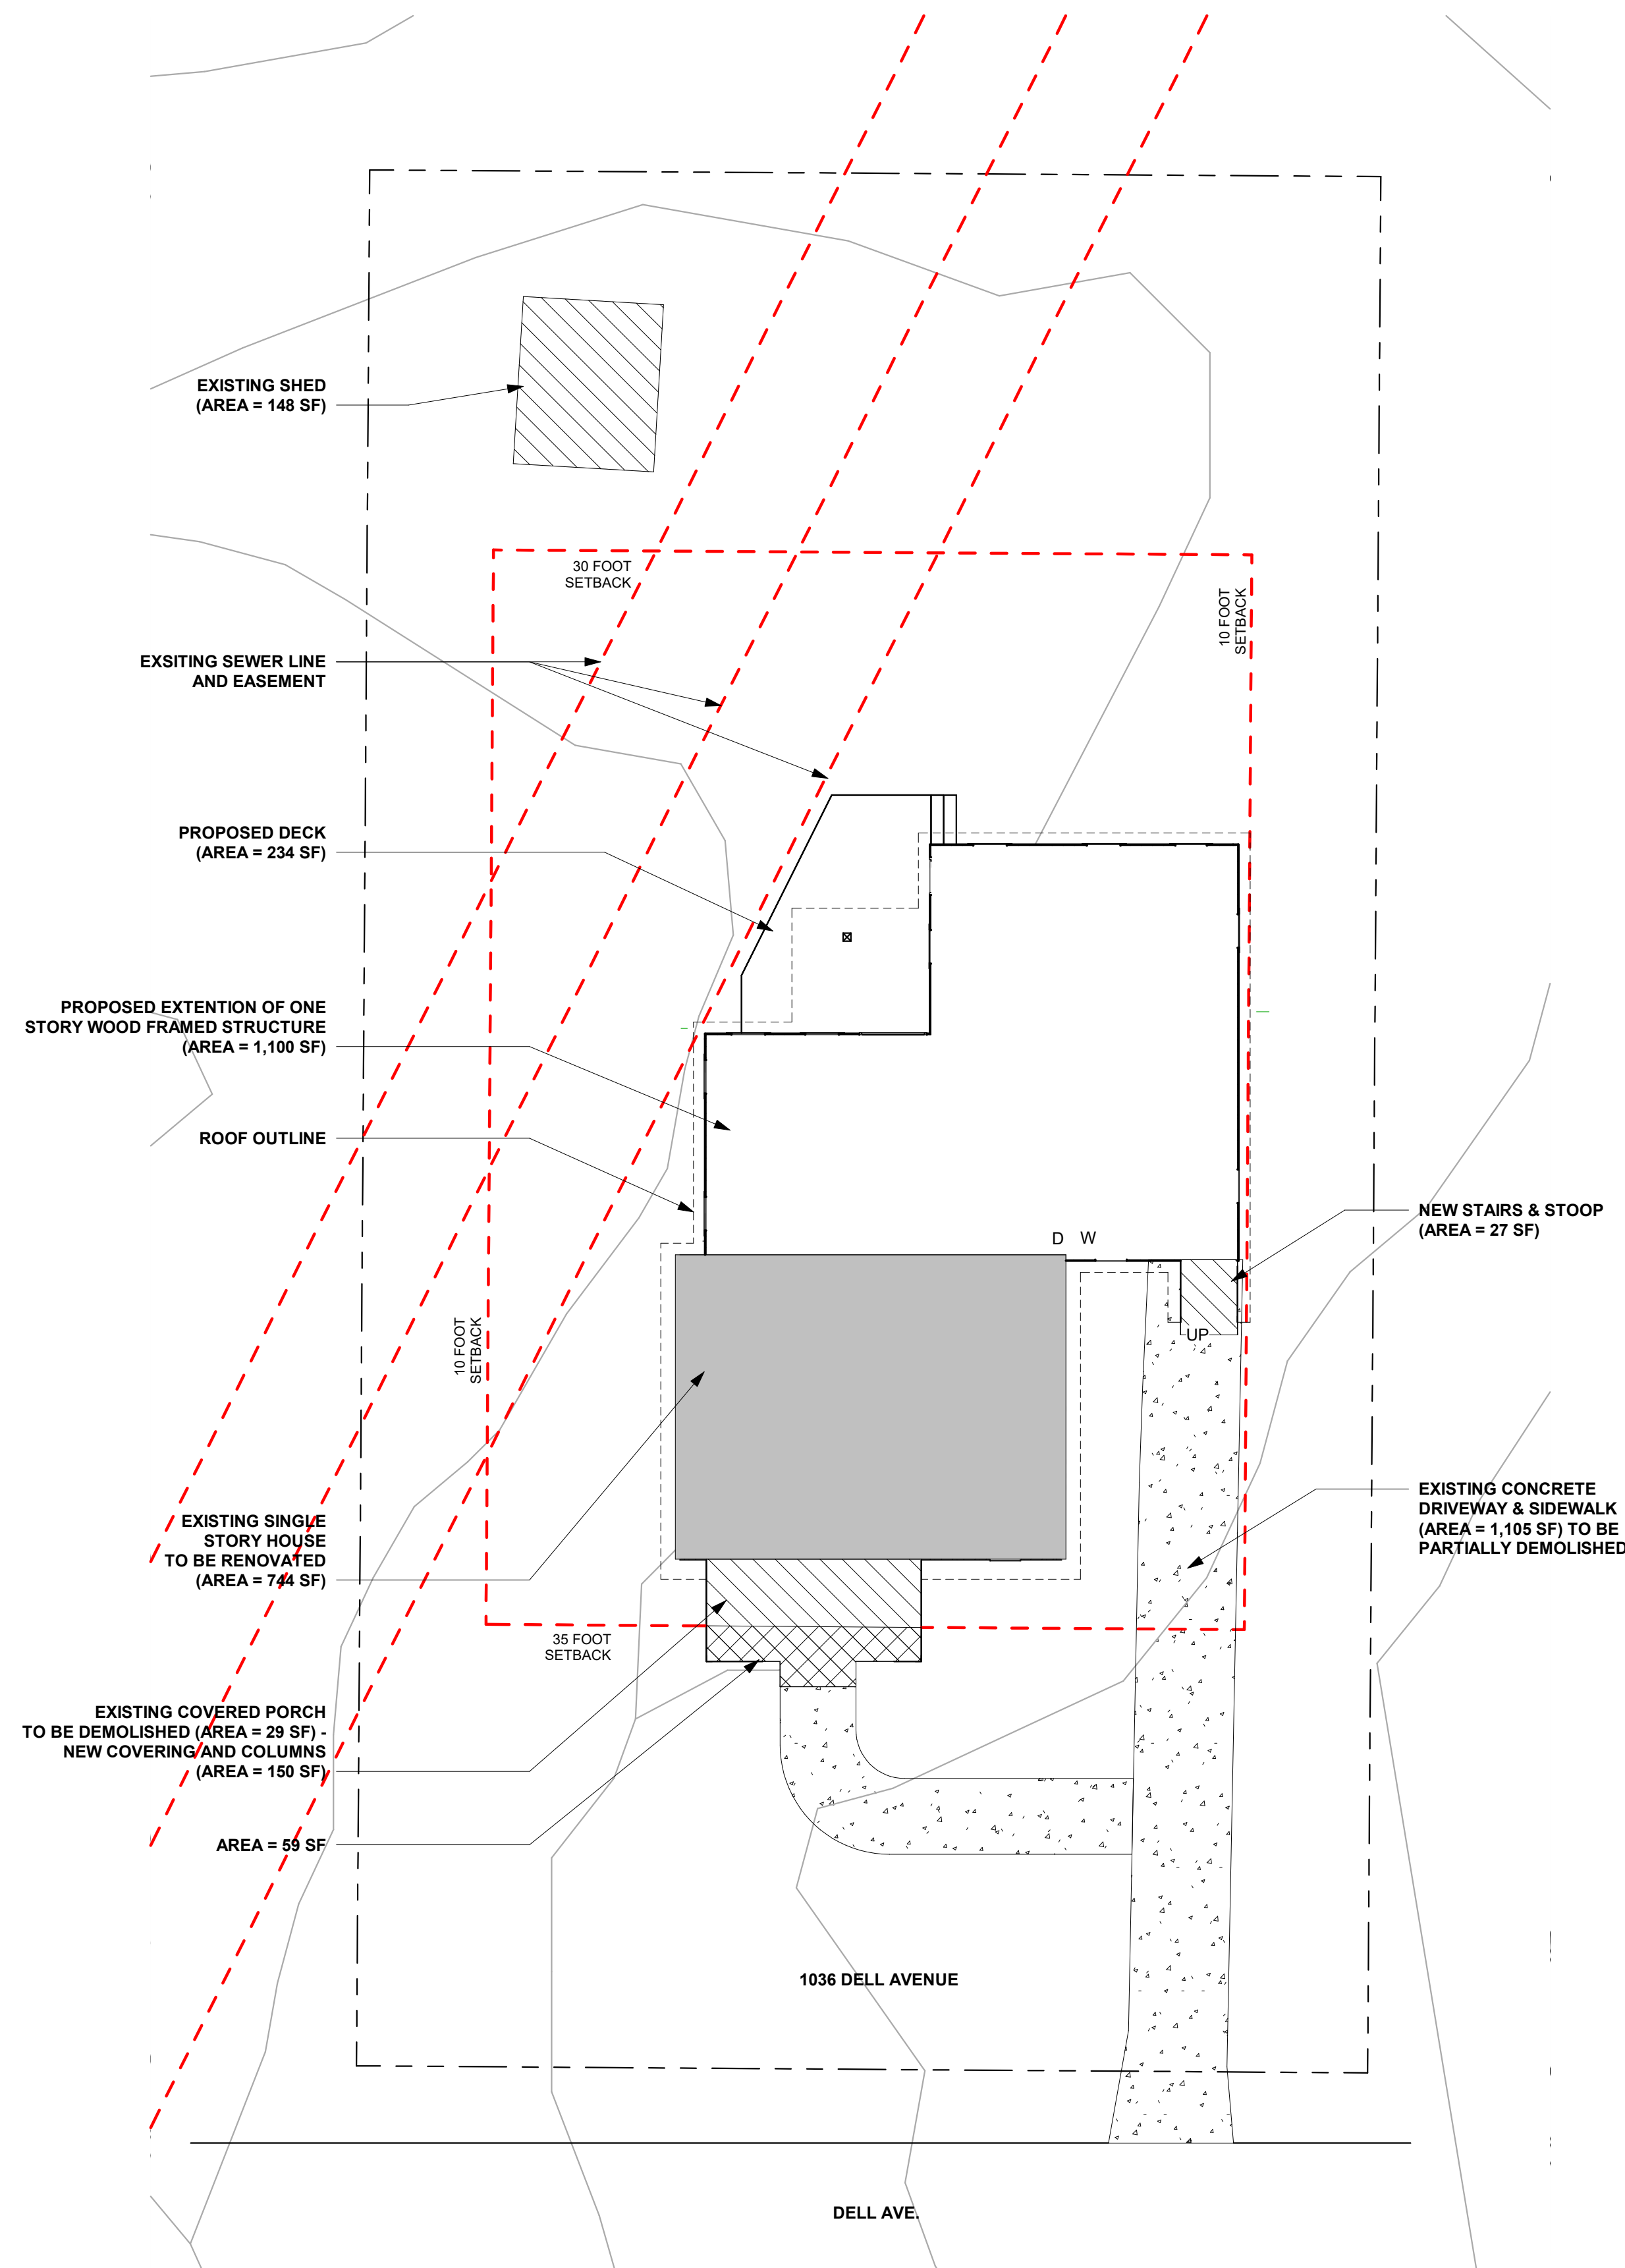 EXISTING SHED
(AREA = 148 SF)
30 FOOT
SETBACK
10 FOOT
SETBACK
EXSITING SEWER LINE
AND EASEMENT
PROPOSED DECK
(AREA = 234 SF)
PROPOSED EXTENTION OF ONE
STORY WOOD FRAMED STRUCTURE
(AREA = 1,100 SF)
ROOF OUTLINE
NEW STAIRS & STOOP
(AREA = 27 SF)
D W
UP
10 FOOT
SETBACK
EXISTING SINGLE
STORY HOUSE
TO BE RENOVATED
(AREA = 744 SF)
EXISTING CONCRETE
DRIVEWAY & SIDEWALK
(AREA = 1,105 SF) TO BE
PARTIALLY DEMOLISHED
35 FOOT
SETBACK
EXISTING COVERED PORCH
TO BE DEMOLISHED (AREA = 29 SF) -
NEW COVERING AND COLUMNS
(AREA = 150 SF)
AREA = 59 SF
1036 DELL AVENUE
DELL AVE.